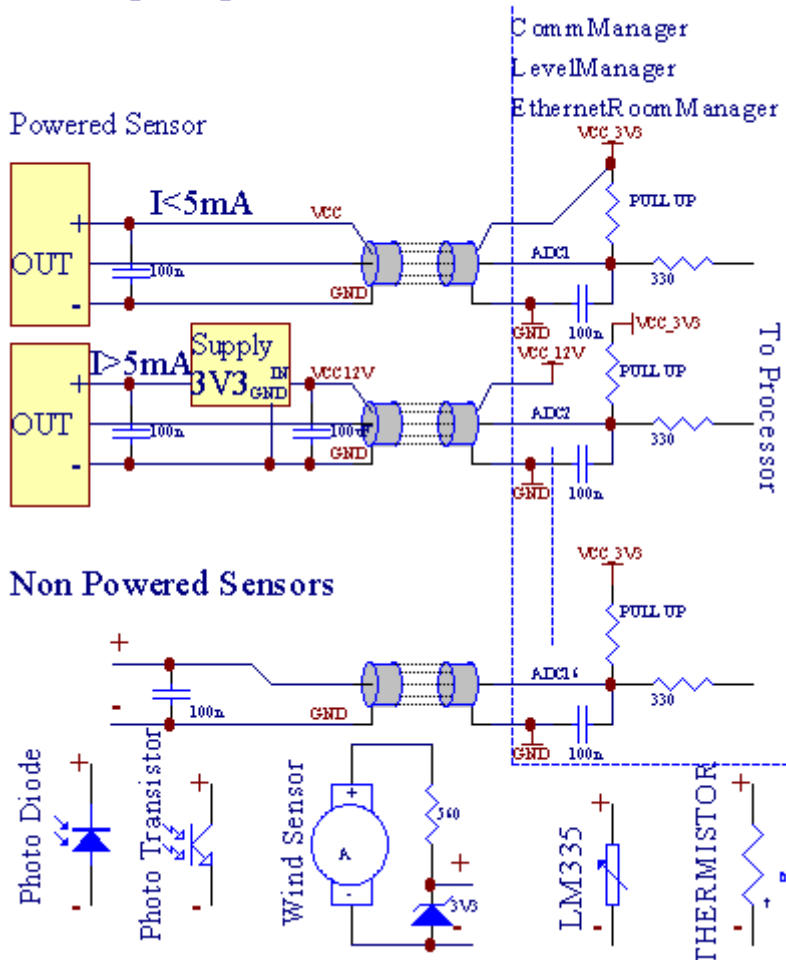 CommManager
LevelManager
EthernetRoomManager
Powered Sensor
VCC_3V3
I<5mA
VCC
PULL UP
+
OUT
-
100n
ADC1
330
GND
GND
100n
VCC_3V3
I>5mA
Supply
3V3
IN
GND
VCC12V
VCC_12V
PULL UP
+
OUT
-
100n
ADC2
330
GND
GND
100n
To Processor
Non Powered Sensors
VCC_3V3
+
PULL UP
-
100n
ADC16
330
GND
GND
100n
Photo Diode
+
-
Photo Transistor
+
-
Wind Sensor
+
A
-
560
+
3V3
-
LM335
+
-
THERMISTOR
+
t
-